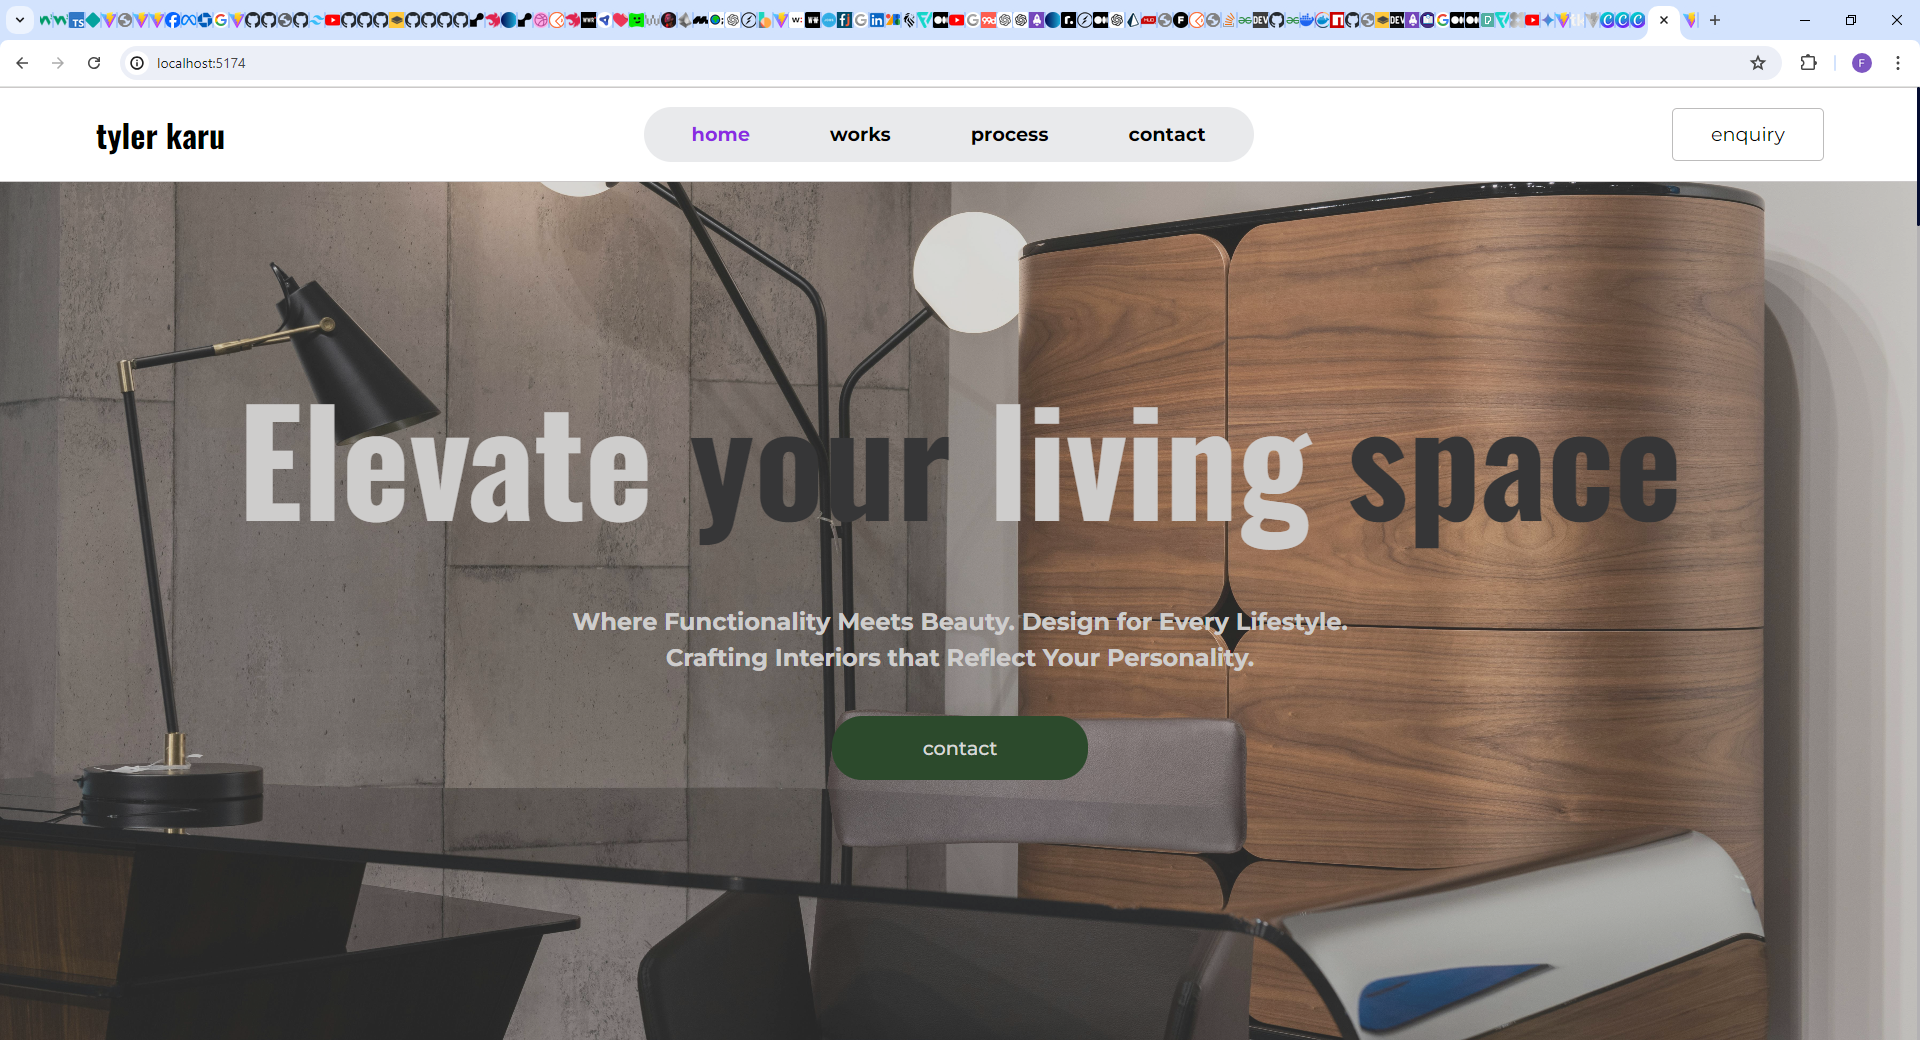 localhost:5174
F
tyler karu
home
works
process
contact
enquiry
Elevate your living space
Where Functionality Meets Beauty. Design for Every Lifestyle.
Crafting Interiors that Reflect Your Personality.
contact